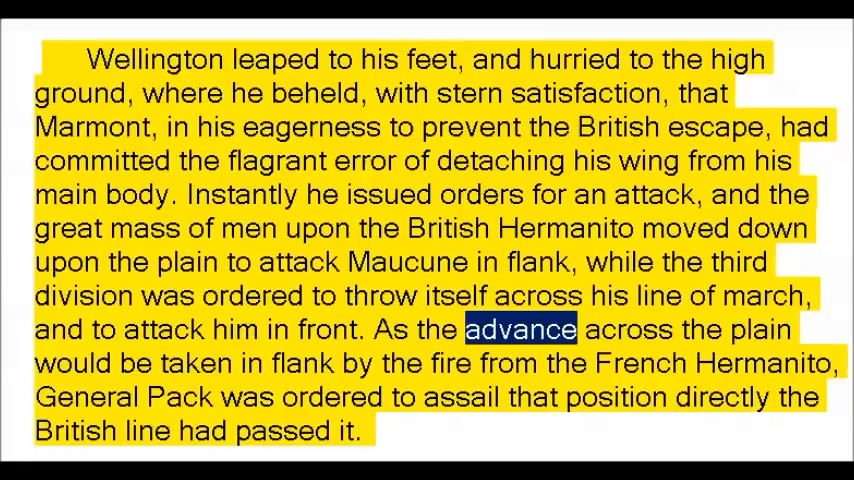 Wellington leaped to his feet, and hurried to the high
ground, where he beheld, with stern satisfaction, that
Marmont, in his eagerness to prevent the British escape, had
committed the flagrant error of detaching his wing from his
main body. Instantly he issued orders for an attack, and the
great mass of men upon the British Hermanito moved down
upon the plain to attack Maucune in flank, while the third
division was ordered to throw itself across his line of march,
and to attack him in front. As the advance across the plain
would be taken in flank by the fire from the French Hermanito,
General Pack was ordered to assail that position directly the
British line had passed it.